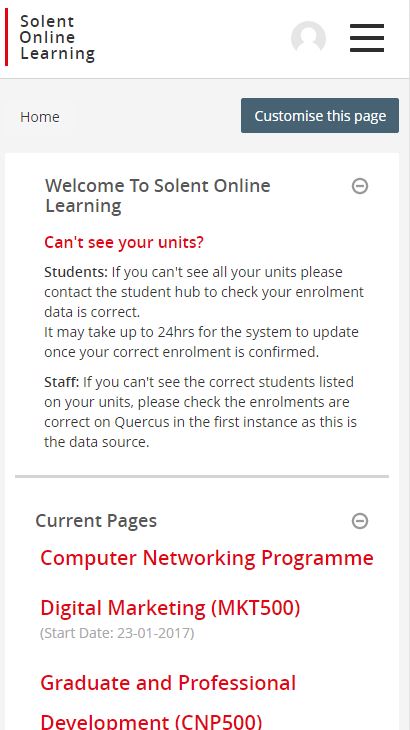 Solent
Online
Learning
Home
Customise this page
Welcome To Solent Online
Learning
Can't see your units?
Students: If you can't see all your units please
contact the student hub to check your enrolment
data is correct.
It may take up to 24hrs for the system to update
once your correct enrolment is confirmed.
Staff: If you can't see the correct students listed
on your units, please check the enrolments are
correct on Quercus in the first instance as this is
the data source.
Current Pages
Computer Networking Programme
Digital Marketing (MKT500)
(Start Date: 23-01-2017)
Graduate and Professional
Development (CNP500)